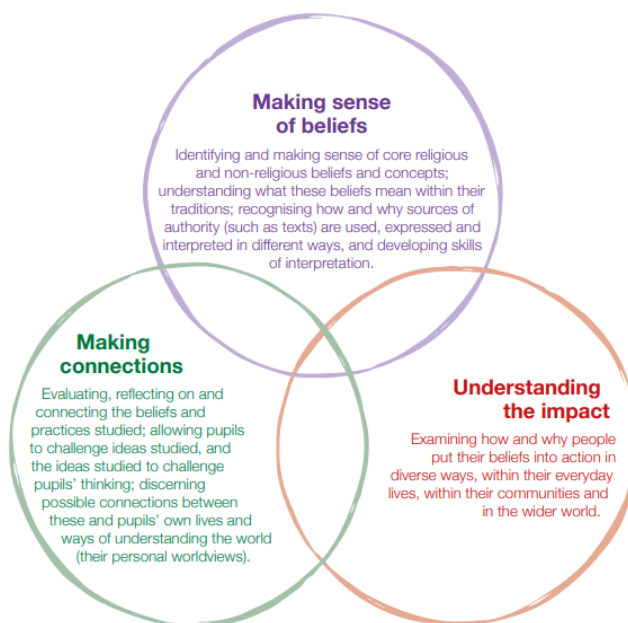 Making sense
of beliefs
Identifying and making sense of core religious
and non-religious beliefs and concepts;
understanding what these beliefs mean within their
traditions; recognising how and why sources of
authority (such as texts) are used, expressed and
interpreted in different ways, and developing skills
of interpretation.
Making
connections
Evaluating, reflecting on and
connecting the beliefs and
practices studied; allowing pupils
to challenge ideas studied, and
the ideas studied to challenge
pupils' thinking; discerning
possible connections between
these and pupils' own lives and
ways of understanding the world
(their personal worldviews).
Understanding
the impact
Examining how and why people
put their beliefs into action in
diverse ways, within their everyday
lives, within their communities and
in the wider world.